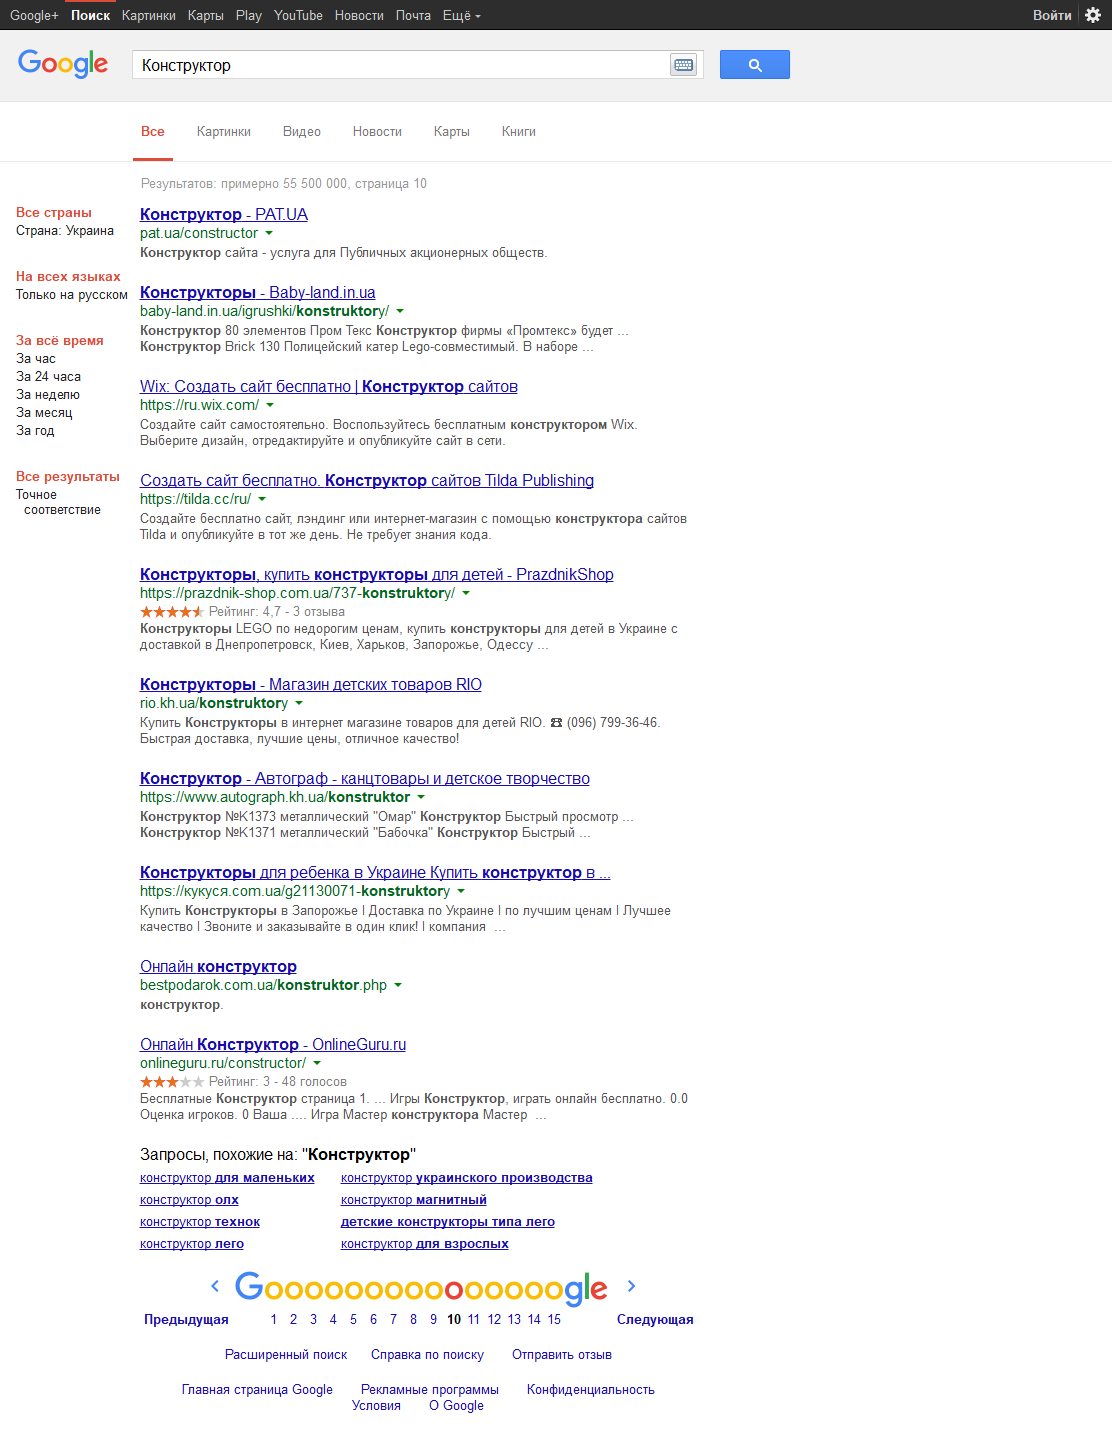 Google+ Поиск Картинки Карты Play YouTube Новости Почта Ещё Войти
Google Конструктор
Все Картинки Видео Новости Карты Книги
Результатов: примерно 55 500 000, страница 10
Все страны
Страна: Украина
На всех языках
Только на русском
За всё время
За час
За 24 часа
За неделю
За месяц
За год
Все результаты
Точное
соответствие
Конструктор - PAT.UA
pat.ua/constructor
Конструктор сайта - услуга для Публичных акционерных обществ.
Конструкторы - Baby-land.in.ua
baby-land.in.ua/igrushki/konstruktory/
Конструктор 80 элементов Пром Текс Конструктор фирмы «Промтекс» будет ...
Конструктор Brick 130 Полицейский катер Lego-совместимый. В наборе ...
Wix: Создать сайт бесплатно | Конструктор сайтов
https://ru.wix.com/
Создайте сайт самостоятельно. Воспользуйтесь бесплатным конструктором Wix.
Выберите дизайн, отредактируйте и опубликуйте сайт в сети.
Создать сайт бесплатно. Конструктор сайтов Tilda Publishing
https://tilda.cc/ru/
Создайте бесплатно сайт, лэндинг или интернет-магазин с помощью конструктора сайтов
Tilda и опубликуйте в тот же день. Не требует знания кода.
Конструкторы, купить конструкторы для детей - PrazdnikShop
https://prazdnik-shop.com.ua/737-konstruktory/
Рейтинг: 4,7 - 3 отзыва
Конструкторы LEGO по недорогим ценам, купить конструкторы для детей в Украине с
доставкой в Днепропетровск, Киев, Харьков, Запорожье, Одессу ...
Конструкторы - Магазин детских товаров RIO
rio.kh.ua/konstruktory
Купить Конструкторы в интернет магазине товаров для детей RIO. ☎ (096) 799-36-46.
Быстрая доставка, лучшие цены, отличное качество!
Конструктор - Автограф - канцтовары и детское творчество
https://www.autograph.kh.ua/konstruktor
Конструктор №К1373 металлический "Омар" Конструктор Быстрый просмотр ...
Конструктор №К1371 металлический "Бабочка" Конструктор Быстрый ...
Конструкторы для ребенка в Украине Купить конструктор в ...
https://кукуся.com.ua/g21130071-konstruktory
Купить Конструкторы в Запорожье | Доставка по Украине | по лучшим ценам | Лучшее
качество | Звоните и заказывайте в один клик! | компания ...
Онлайн конструктор
bestpodarok.com.ua/konstruktor.php
конструктор.
Онлайн Конструктор - OnlineGuru.ru
onlineguru.ru/constructor/
Рейтинг: 3 - 48 голосов
Бесплатные Конструктор страница 1. ... Игры Конструктор, играть онлайн бесплатно. 0.0
Оценка игроков. 0 Ваша .... Игра Мастер конструктора Мастер ...
Запросы, похожие на: "Конструктор"
конструктор для маленьких конструктор украинского производства
конструктор олх конструктор магнитный
конструктор технок детские конструкторы типа лего
конструктор лего конструктор для взрослых
Gooooooooooooooogle
Предыдущая 1 2 3 4 5 6 7 8 9 10 11 12 13 14 15 Следующая
Расширенный поиск Справка по поиску Отправить отзыв
Главная страница Google Рекламные программы Конфиденциальность
Условия О Google